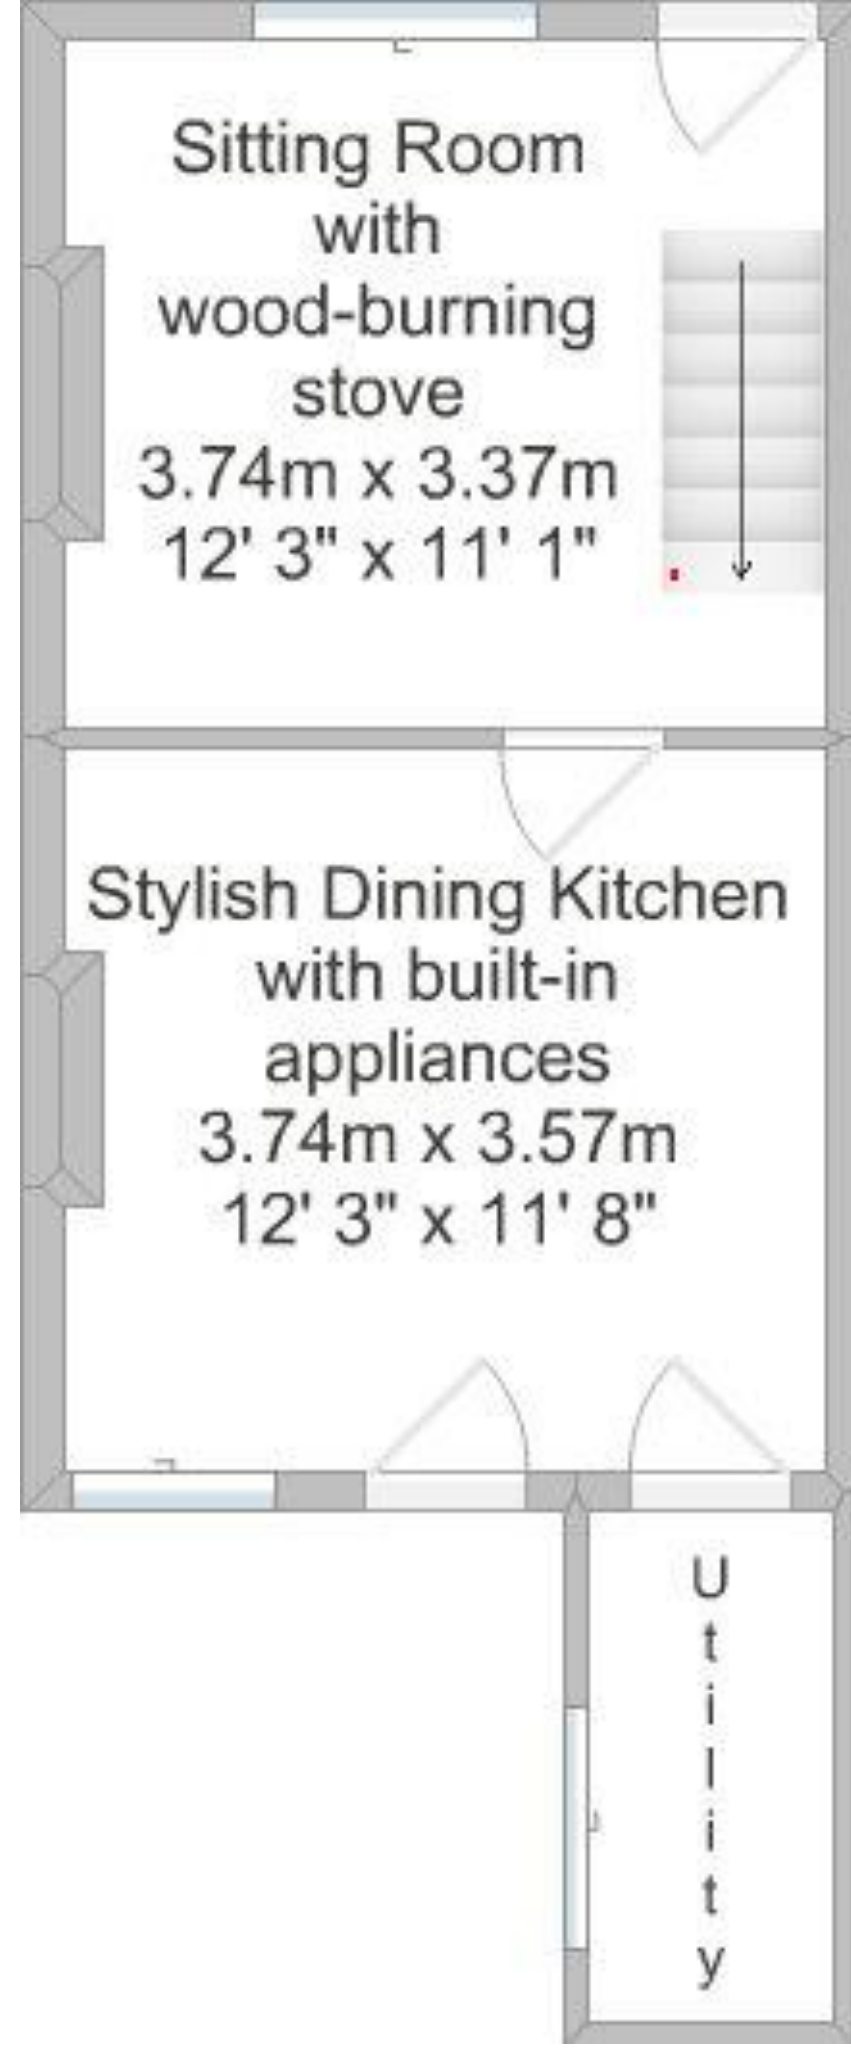 Sitting Room
with
wood-burning
stove
3.74m x 3.37m
12' 3" x 11' 1"
Stylish Dining Kitchen
with built-in
appliances
3.74m x 3.57m
12' 3" x 11' 8"
Utility